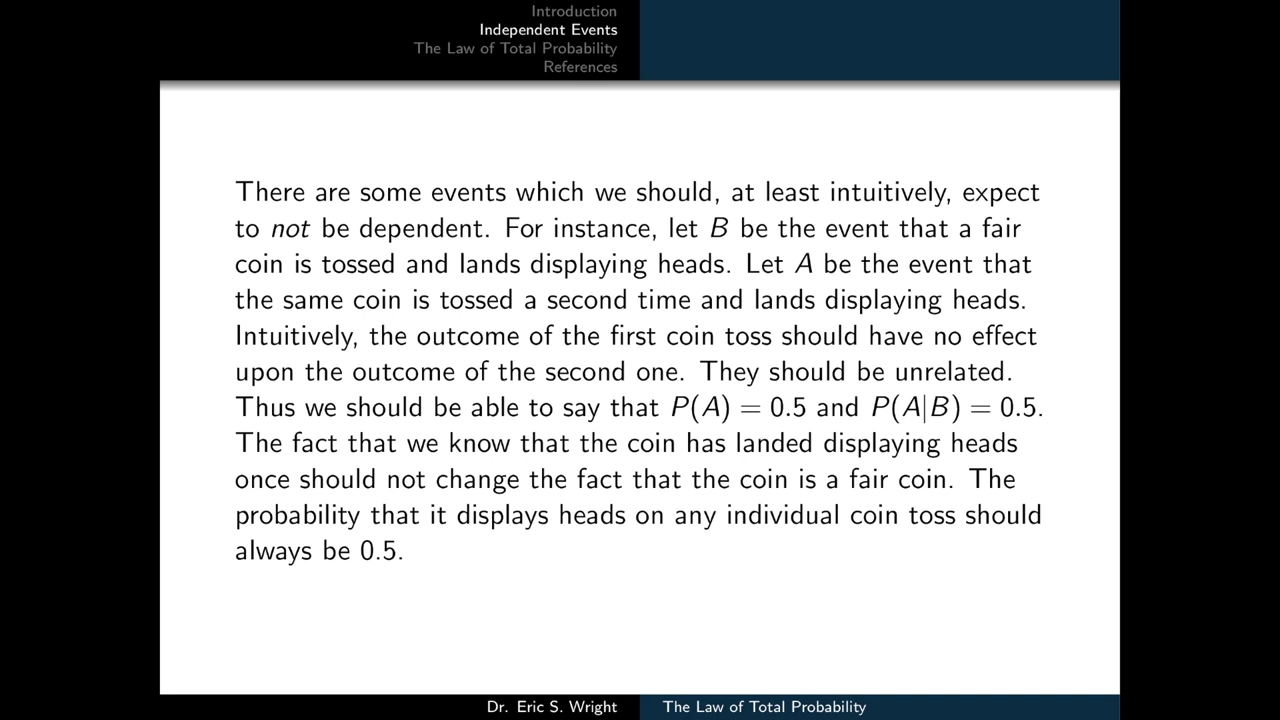 Introduction
Independent Events
The Law of Total Probability
References
There are some events which we should, at least intuitively, expect
to not be dependent. For instance, let B be the event that a fair
coin is tossed and lands displaying heads. Let A be the event that
the same coin is tossed a second time and lands displaying heads.
Intuitively, the outcome of the first coin toss should have no effect
upon the outcome of the second one. They should be unrelated.
Thus we should be able to say that P(A) = 0.5 and P(A|B) = 0.5.
The fact that we know that the coin has landed displaying heads
once should not change the fact that the coin is a fair coin. The
probability that it displays heads on any individual coin toss should
always be 0.5.
Dr. Eric S. Wright
The Law of Total Probability